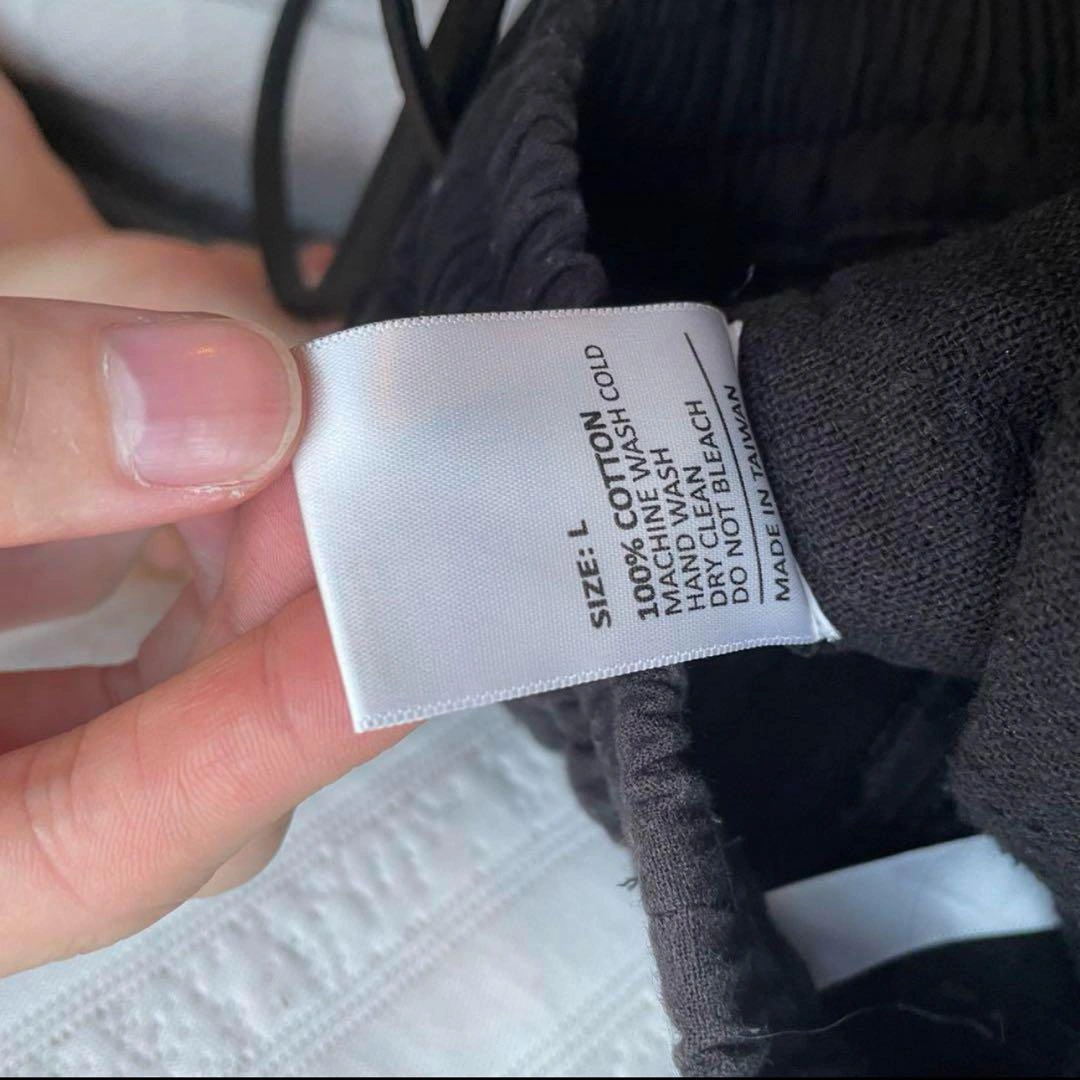 SIZE: L
100% COTTON
MACHINE WASH COLD
HAND WASH
DRY CLEAN
DO NOT BLEACH
MADE IN TAIWAN